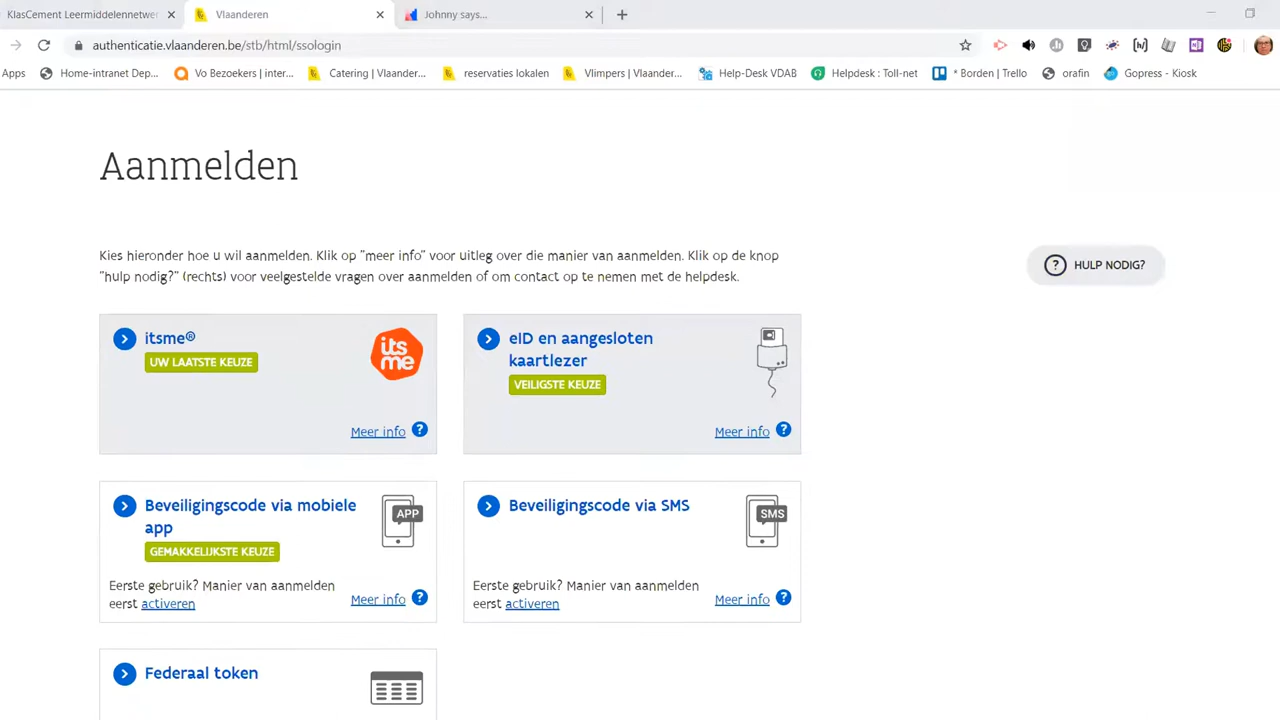 KlasCement Leermiddelennetwer
Vlaanderen
Johnny says...
authenticatie.vlaanderen.be/stb/html/ssologin
Apps
Home-intranet Dep...
Vo Bezoekers | inter...
Catering | Vlaander...
reservaties lokalen
Vlimpers | Vlaander...
Help-Desk VDAB
Helpdesk : Toll-net
* Borden | Trello
orafin
Gopress - Kiosk
Aanmelden
Kies hieronder hoe u wil aanmelden. Klik op "meer info" voor uitleg over die manier van aanmelden. Klik op de knop
"hulp nodig?" (rechts) voor veelgestelde vragen over aanmelden of om contact op te nemen met de helpdesk.
? HULP NODIG?
itsme®
UW LAATSTE KEUZE
its
me
Meer info ?
eID en aangesloten
kaartlezer
VEILIGSTE KEUZE
Meer info ?
Beveiligingscode via mobiele
app
GEMAKKELIJKSTE KEUZE
APP
Eerste gebruik? Manier van aanmelden
eerst activeren
Meer info ?
Beveiligingscode via SMS
SMS
Eerste gebruik? Manier van aanmelden
eerst activeren
Meer info ?
Federaal token